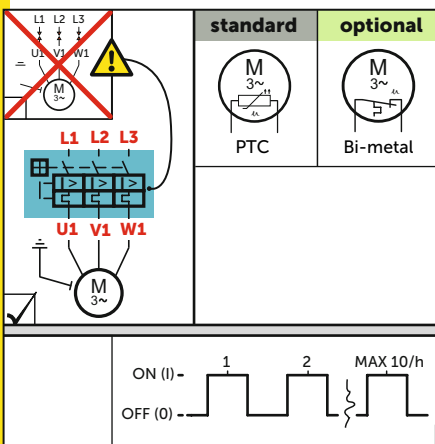 L1 L2 L3
U1 V1 W1
M
3~
!
L1 L2 L3
> > >
U1 V1 W1
M
3~
standard
optional
M
3~
PTC
M
3~
Bi-metal
1 2 MAX 10/h
ON (I)
OFF (0)